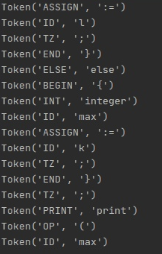 Token('ASSIGN', ':=')
Token('ID', 'l')
Token('TZ', ';')
Token('END', '}')
Token('ELSE', 'else')
Token('BEGIN', '{')
Token('INT', 'integer')
Token('ID', 'max')
Token('ASSIGN', ':=')
Token('ID', 'k')
Token('TZ', ';')
Token('END', '}')
Token('TZ', ';')
Token('PRINT', 'print')
Token('OP', '(')
Token('ID', 'max')